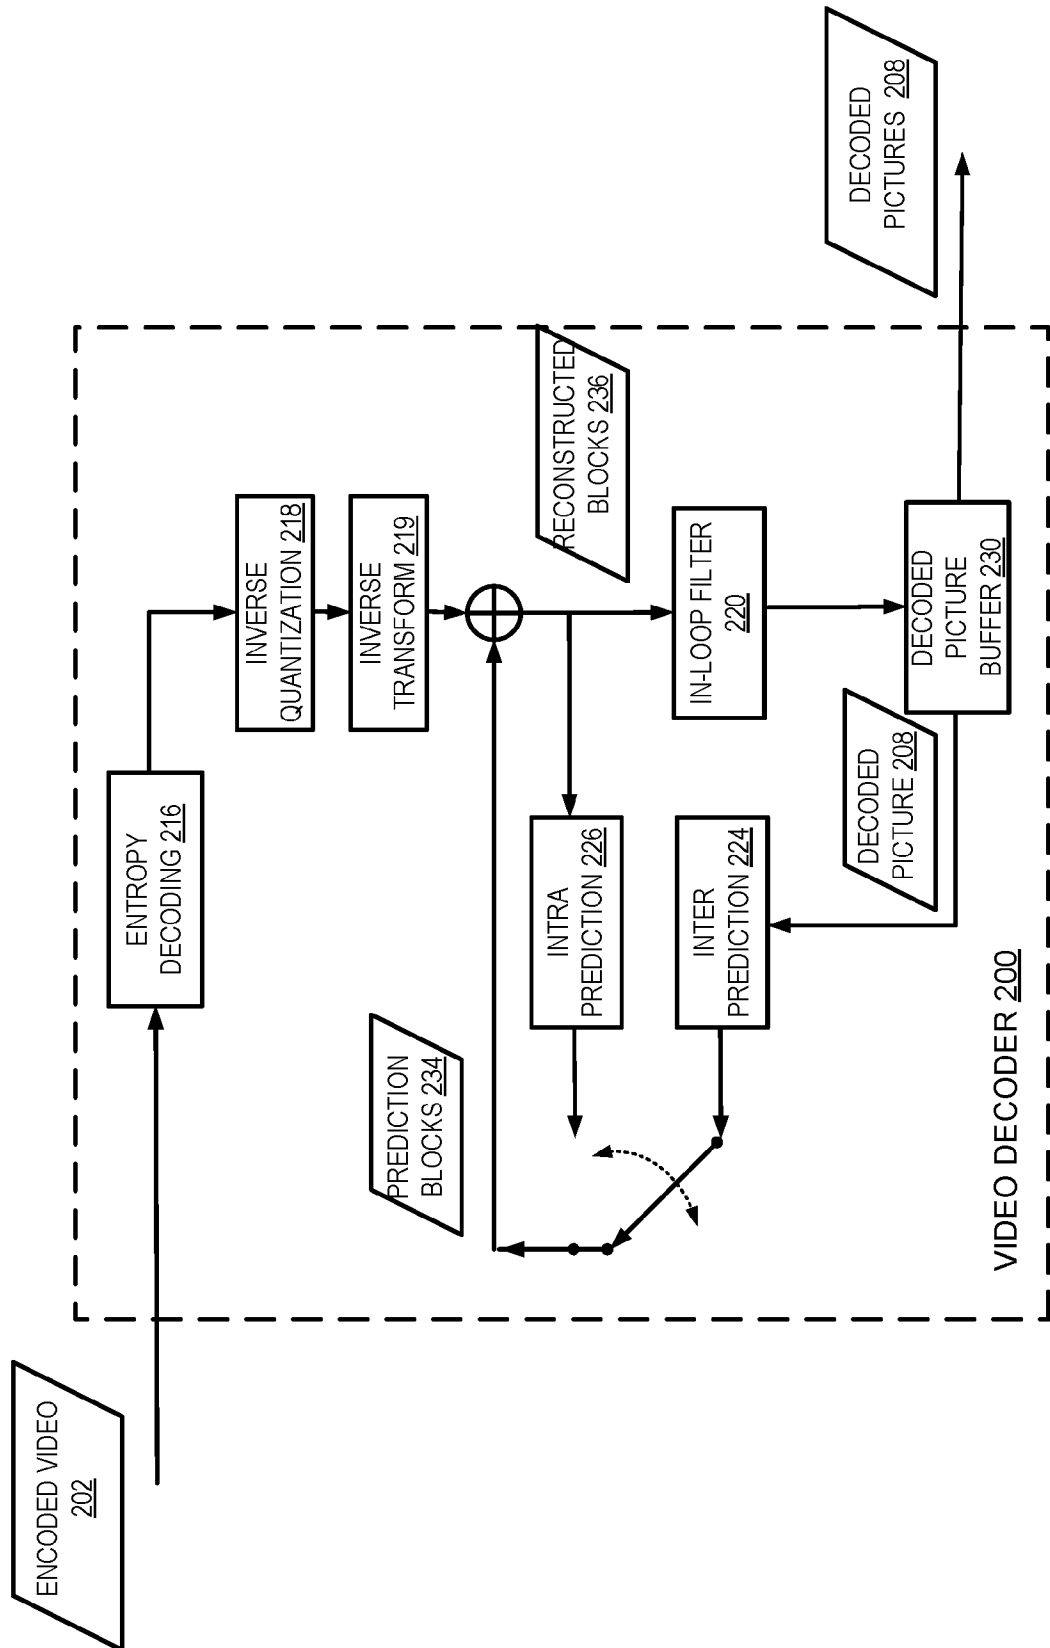 ENCODED VIDEO
202
ENTROPY
DECODING 216
INVERSE
QUANTIZATION 218
INVERSE
TRANSFORM 219
PREDICTION
BLOCKS 234
RECONSTRUCTED
BLOCKS 236
INTRA
PREDICTION 226
INTER
PREDICTION 224
IN-LOOP FILTER
220
DECODED
PICTURE 208
DECODED
PICTURE
BUFFER 230
DECODED
PICTURES 208
VIDEO DECODER 200